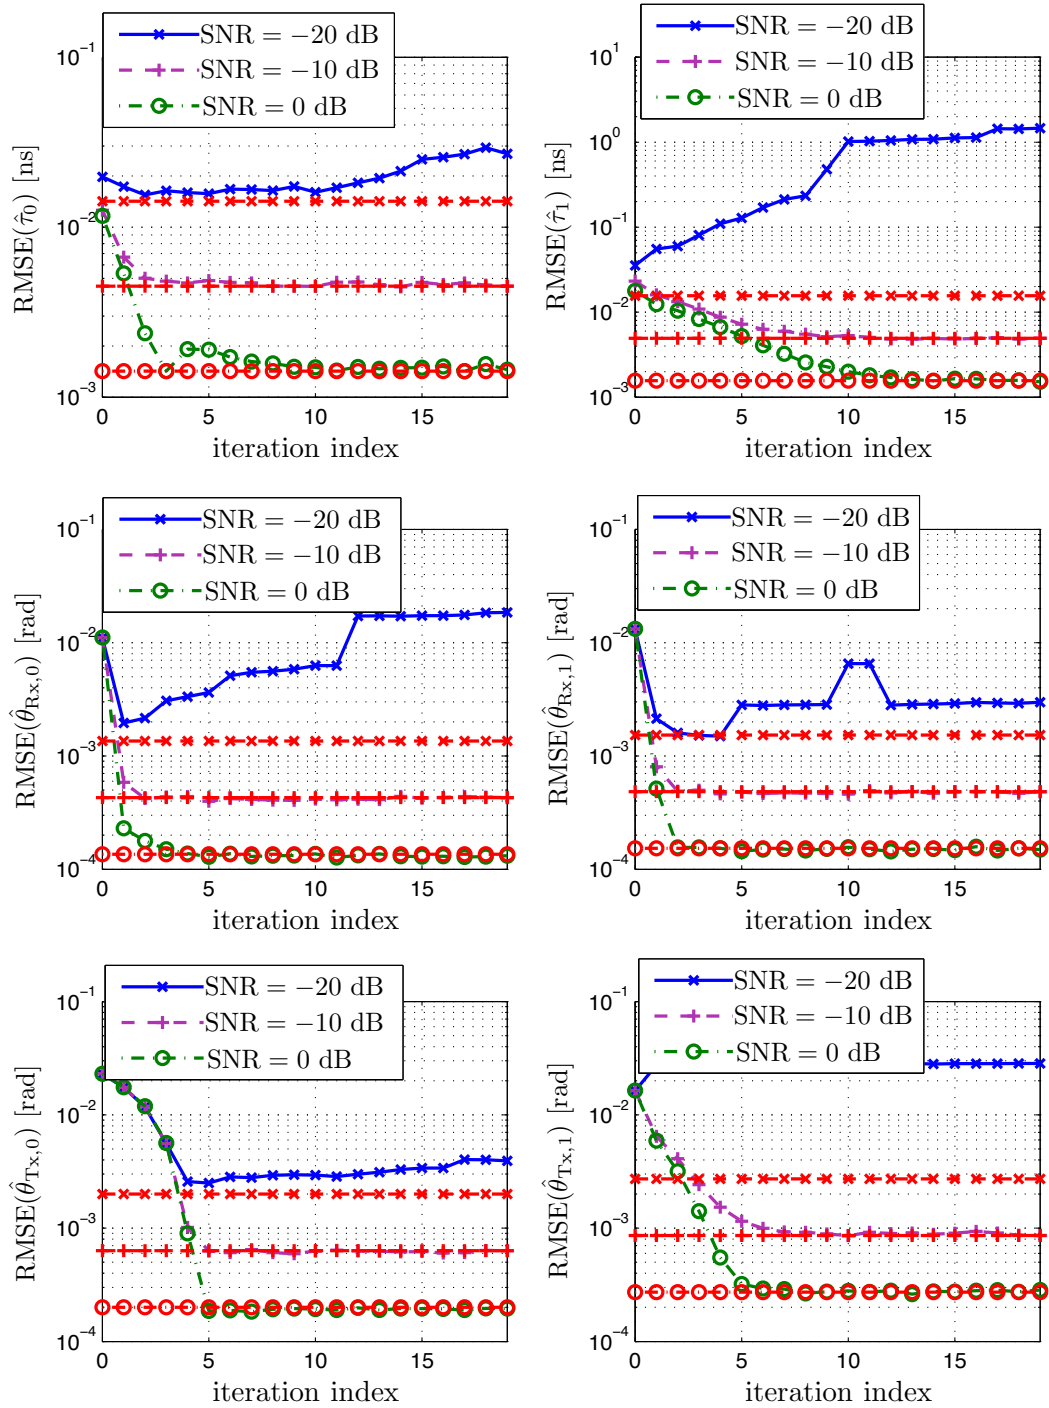 SNR = −20 dB
SNR = −10 dB
SNR = 0 dB
10⁻¹
10⁻²
10⁻³
0 5 10 15
RMSE(τ̂₀) [ns]
iteration index
SNR = −20 dB
SNR = −10 dB
SNR = 0 dB
10¹
10⁰
10⁻¹
10⁻²
10⁻³
0 5 10 15
RMSE(τ̂₁) [ns]
iteration index
SNR = −20 dB
SNR = −10 dB
SNR = 0 dB
10⁻¹
10⁻²
10⁻³
10⁻⁴
0 5 10 15
RMSE(θ̂_Rx,0) [rad]
iteration index
SNR = −20 dB
SNR = −10 dB
SNR = 0 dB
10⁻¹
10⁻²
10⁻³
10⁻⁴
0 5 10 15
RMSE(θ̂_Rx,1) [rad]
iteration index
SNR = −20 dB
SNR = −10 dB
SNR = 0 dB
10⁻¹
10⁻²
10⁻³
10⁻⁴
0 5 10 15
RMSE(θ̂_Tx,0) [rad]
iteration index
SNR = −20 dB
SNR = −10 dB
SNR = 0 dB
10⁻¹
10⁻²
10⁻³
10⁻⁴
0 5 10 15
RMSE(θ̂_Tx,1) [rad]
iteration index